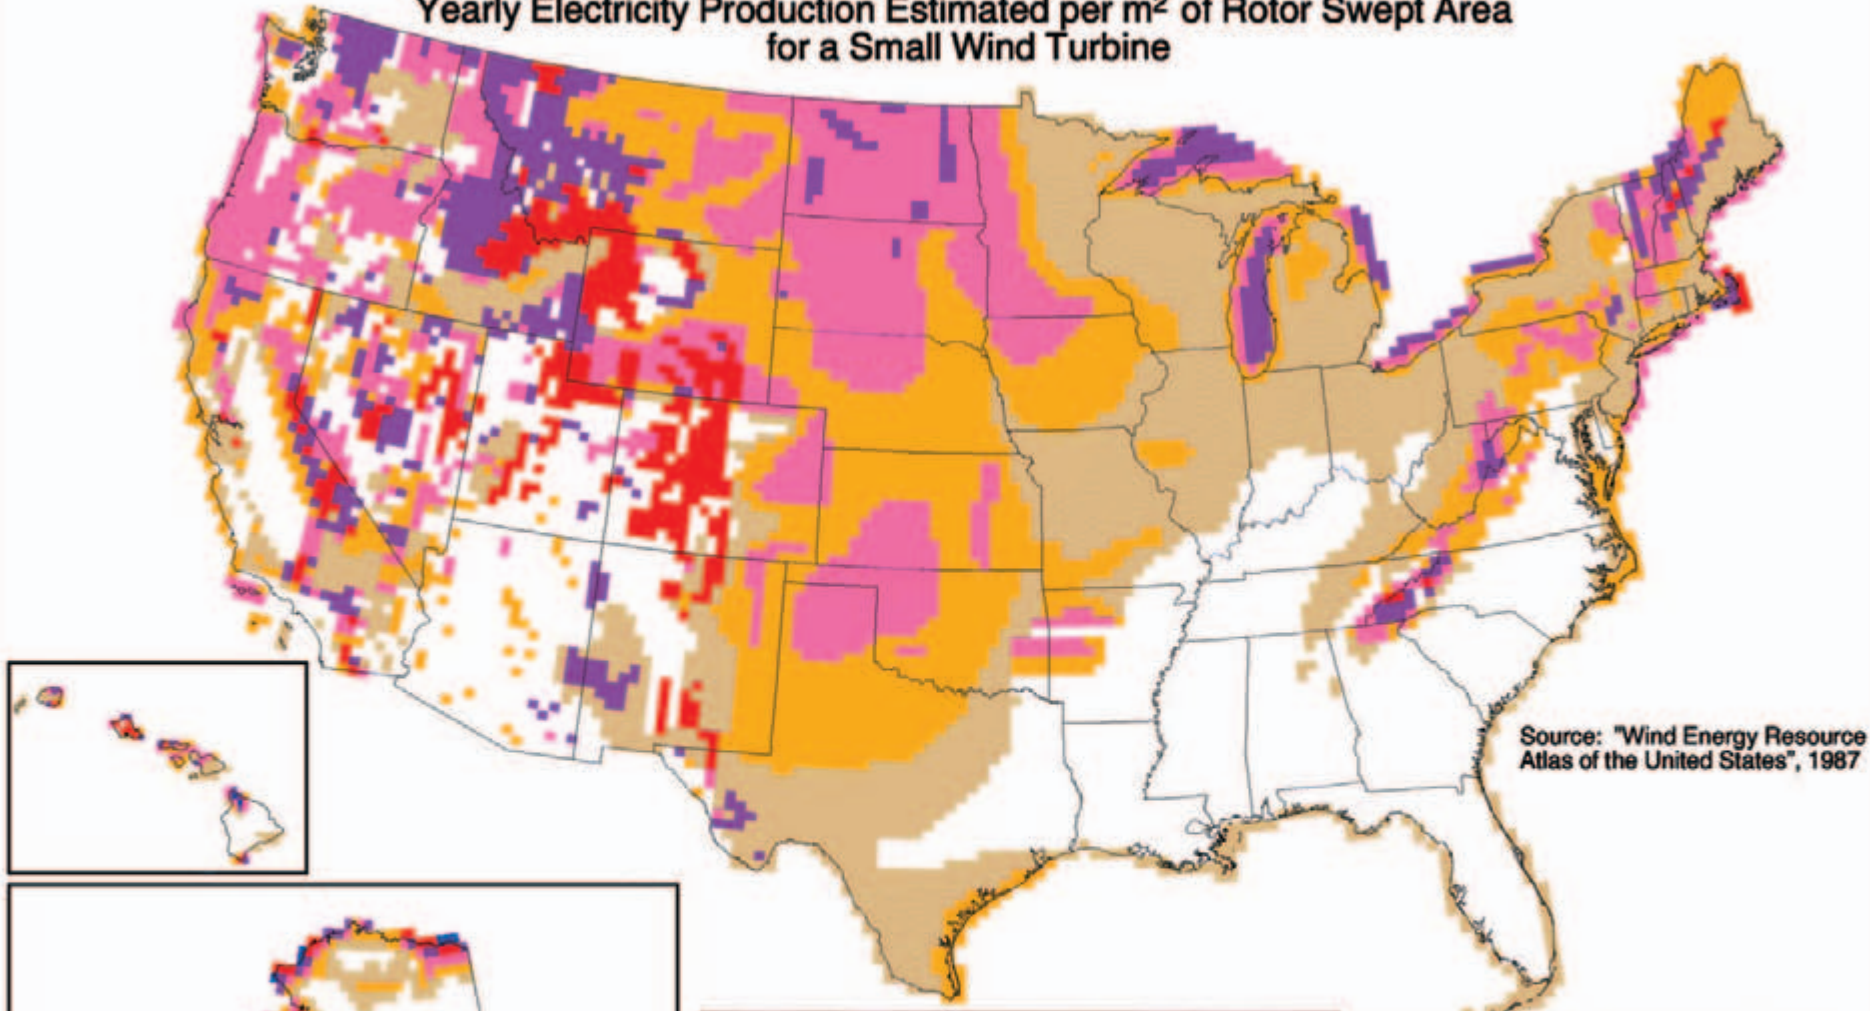 Yearly Electricity Production Estimated per m² of Rotor Swept Area
for a Small Wind Turbine
Source: "Wind Energy Resource
Atlas of the United States", 1987